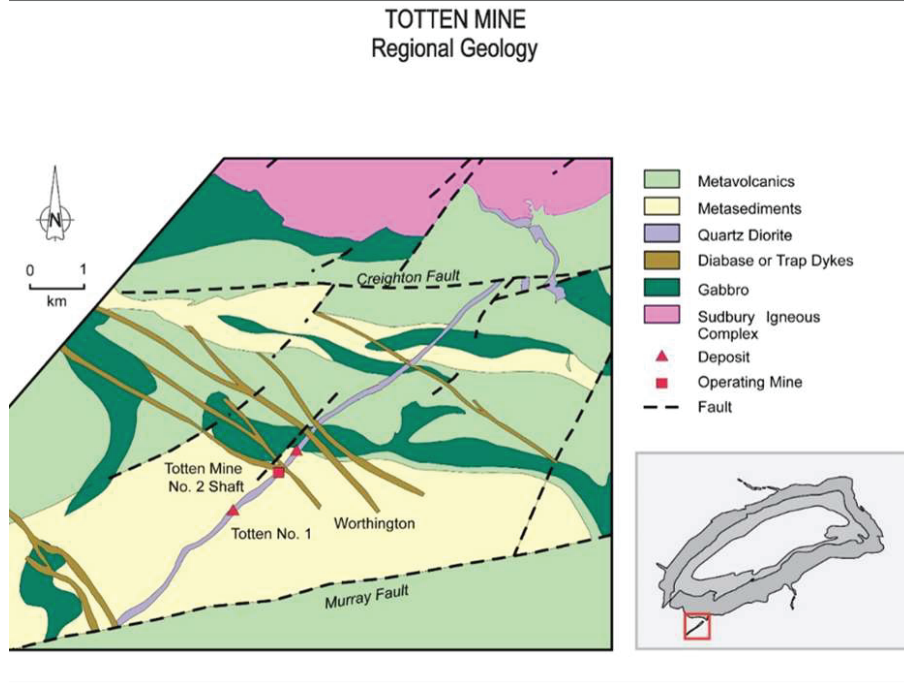 TOTTEN MINE
Regional Geology
N
0 1
km
Creighton Fault
Totten Mine
No. 2 Shaft
Totten No. 1
Worthington
Murray Fault
Metavolcanics
Metasediments
Quartz Diorite
Diabase or Trap Dykes
Gabbro
Sudbury Igneous
Complex
Deposit
Operating Mine
Fault